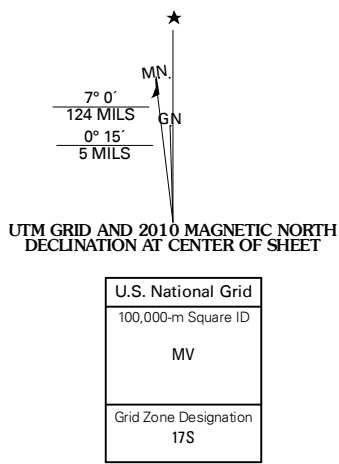 MN.
7° 0´
124 MILS
GN
0° 15´
5 MILS
UTM GRID AND 2010 MAGNETIC NORTH
DECLINATION AT CENTER OF SHEET
U.S. National Grid
100,000-m Square ID
MV
Grid Zone Designation
17S